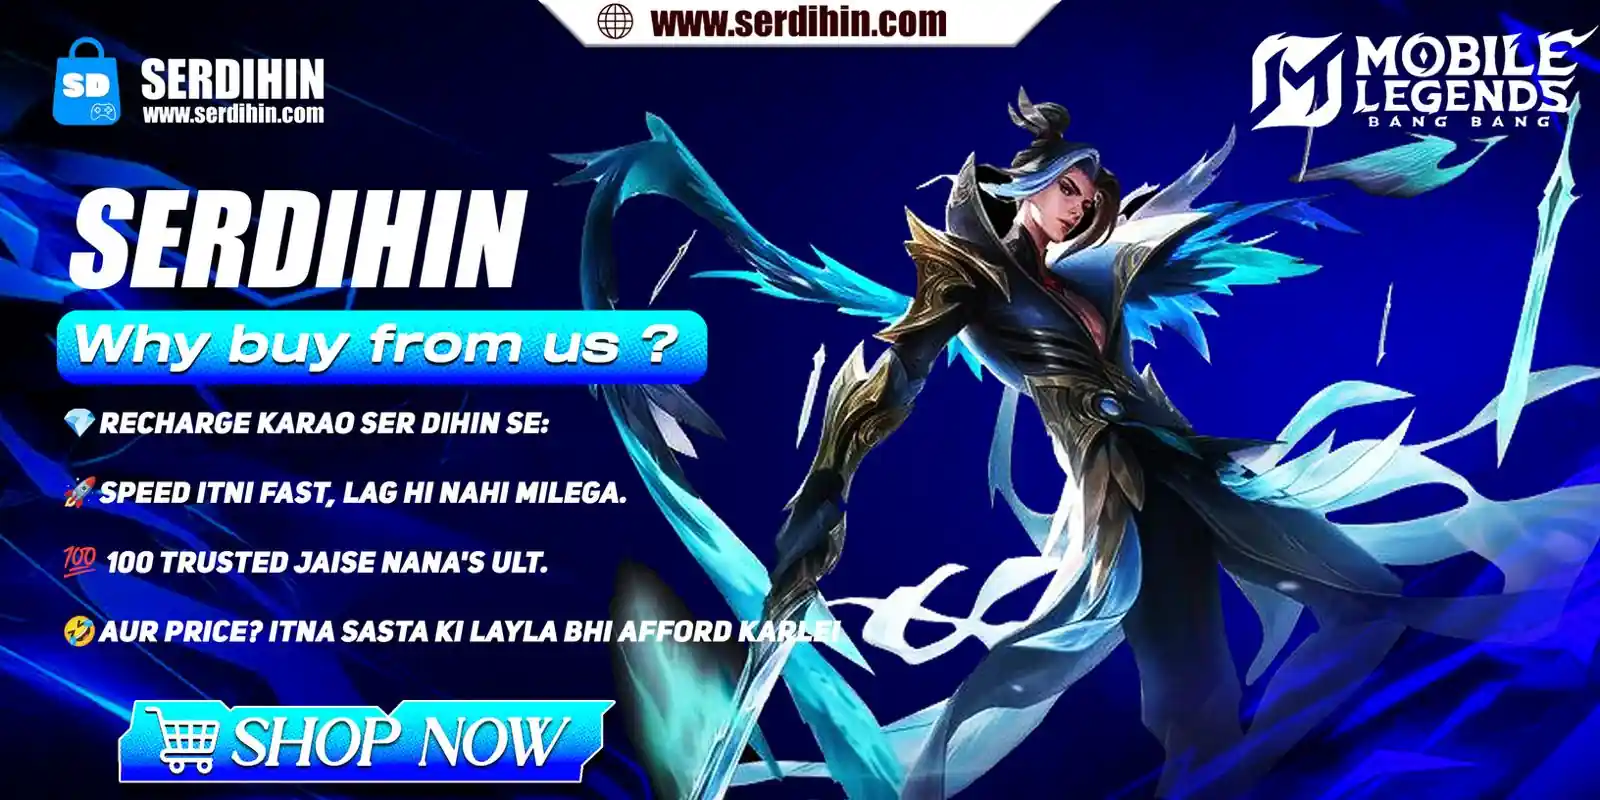 www.serdihin.com
SD
SERDIHIN
www.serdihin.com
MOBILE
LEGENDS
BANG BANG
SERDIHIN
Why buy from us ?
💎 RECHARGE KARAO SER DIHIN SE:
🚀 SPEED ITNI FAST, LAG HI NAHI MILEGA.
💯 100 TRUSTED JAISE NANA'S ULT.
🤣 AUR PRICE? ITNA SASTA KI LAYLA BHI AFFORD KARLE!
SHOP NOW